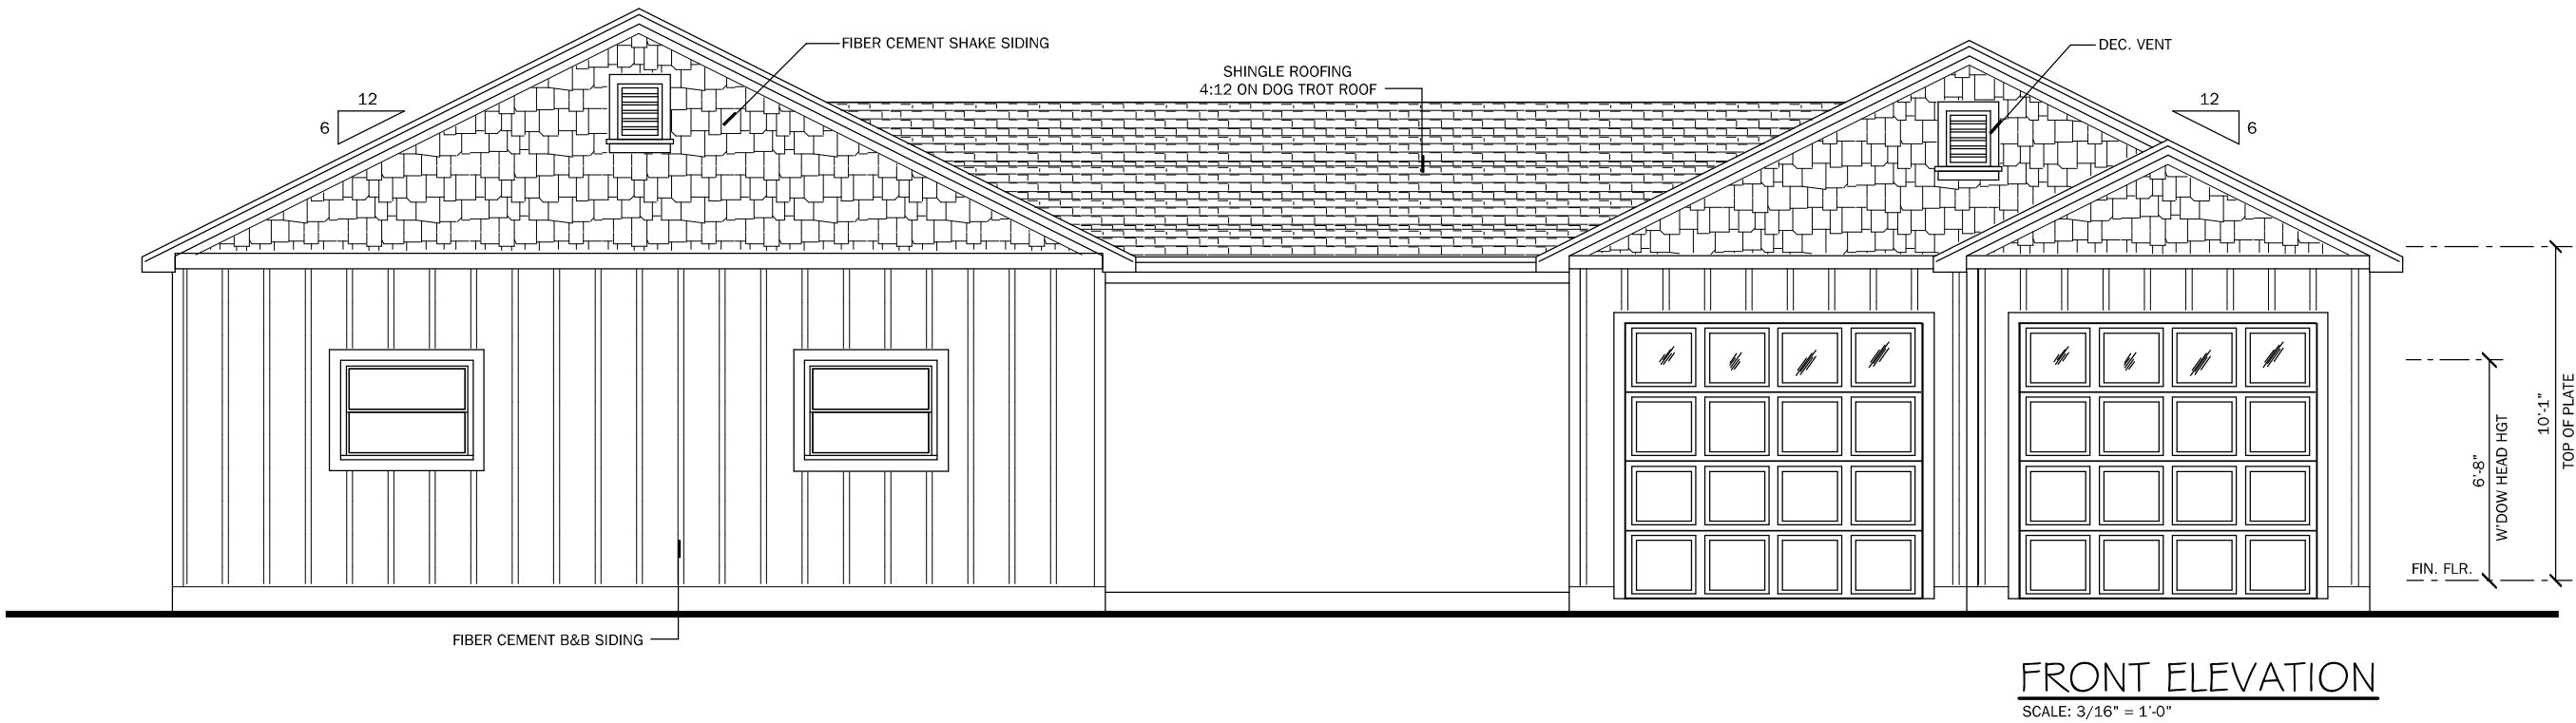 FIBER CEMENT SHAKE SIDING
DEC. VENT
SHINGLE ROOFING
4:12 ON DOG TROT ROOF
12
6
12
6
10'-1"
TOP OF PLATE
6'-8"
W'DOW HEAD HGT
FIN. FLR.
FIBER CEMENT B&B SIDING
FRONT ELEVATION
SCALE: 3/16" = 1'-0"